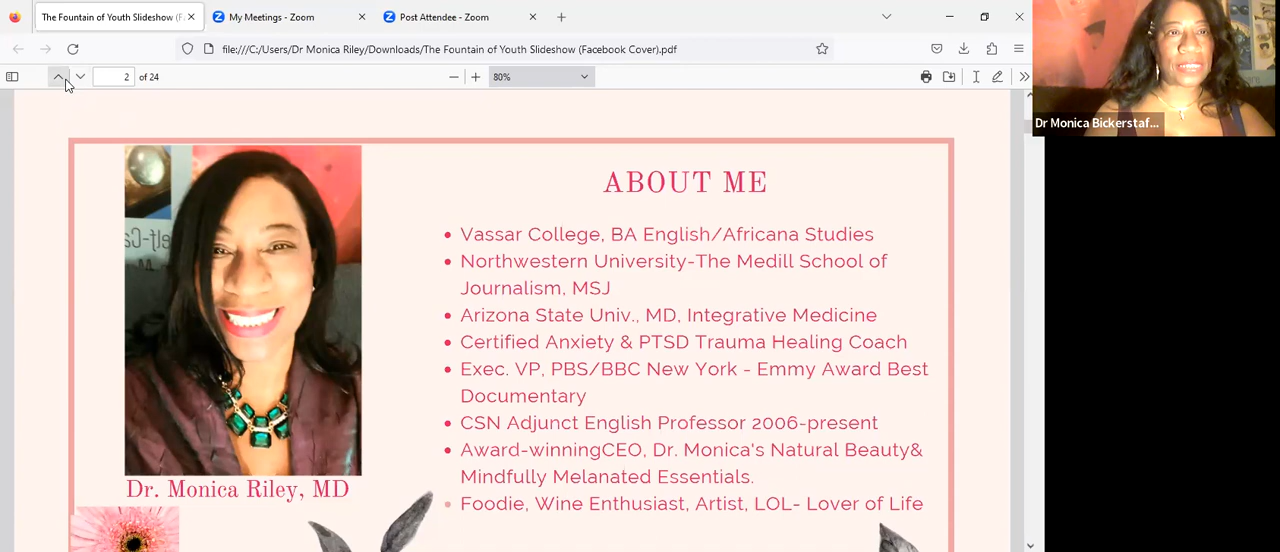 The Fountain of Youth Slideshow (F
My Meetings - Zoom
Post Attendee - Zoom
file:///C:/Users/Dr Monica Riley/Downloads/The Fountain of Youth Slideshow (Facebook Cover).pdf
2 of 24
80%
Dr Monica Bickerstaf...
ABOUT ME
Vassar College, BA English/Africana Studies
Northwestern University-The Medill School of
Journalism, MSJ
Arizona State Univ., MD, Integrative Medicine
Certified Anxiety & PTSD Trauma Healing Coach
Exec. VP, PBS/BBC New York - Emmy Award Best
Documentary
CSN Adjunct English Professor 2006-present
Award-winningCEO, Dr. Monica's Natural Beauty&
Mindfully Melanated Essentials.
Foodie, Wine Enthusiast, Artist, LOL- Lover of Life
Dr. Monica Riley, MD